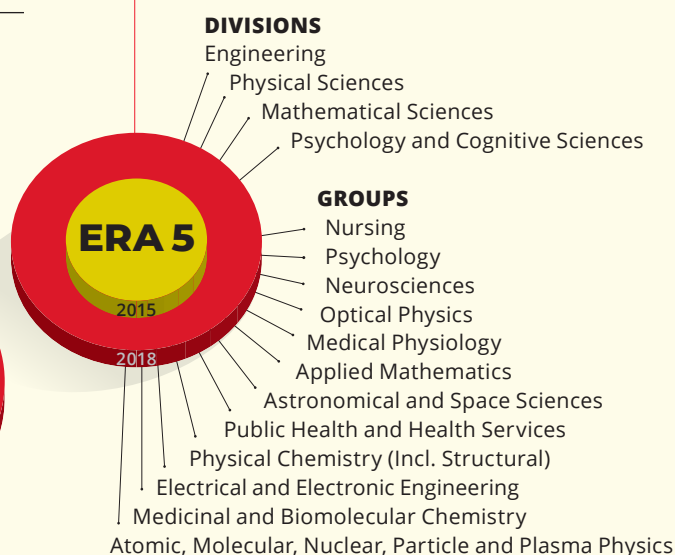 DIVISIONS
Engineering
Physical Sciences
Mathematical Sciences
Psychology and Cognitive Sciences
GROUPS
Nursing
ERA 5
Psychology
Neurosciences
2015
Optical Physics
Medical Physiology
2018
Applied Mathematics
Astronomical and Space Sciences
Public Health and Health Services
Physical Chemistry (Incl. Structural)
Electrical and Electronic Engineering
Medicinal and Biomolecular Chemistry
Atomic, Molecular, Nuclear, Particle and Plasma Physics